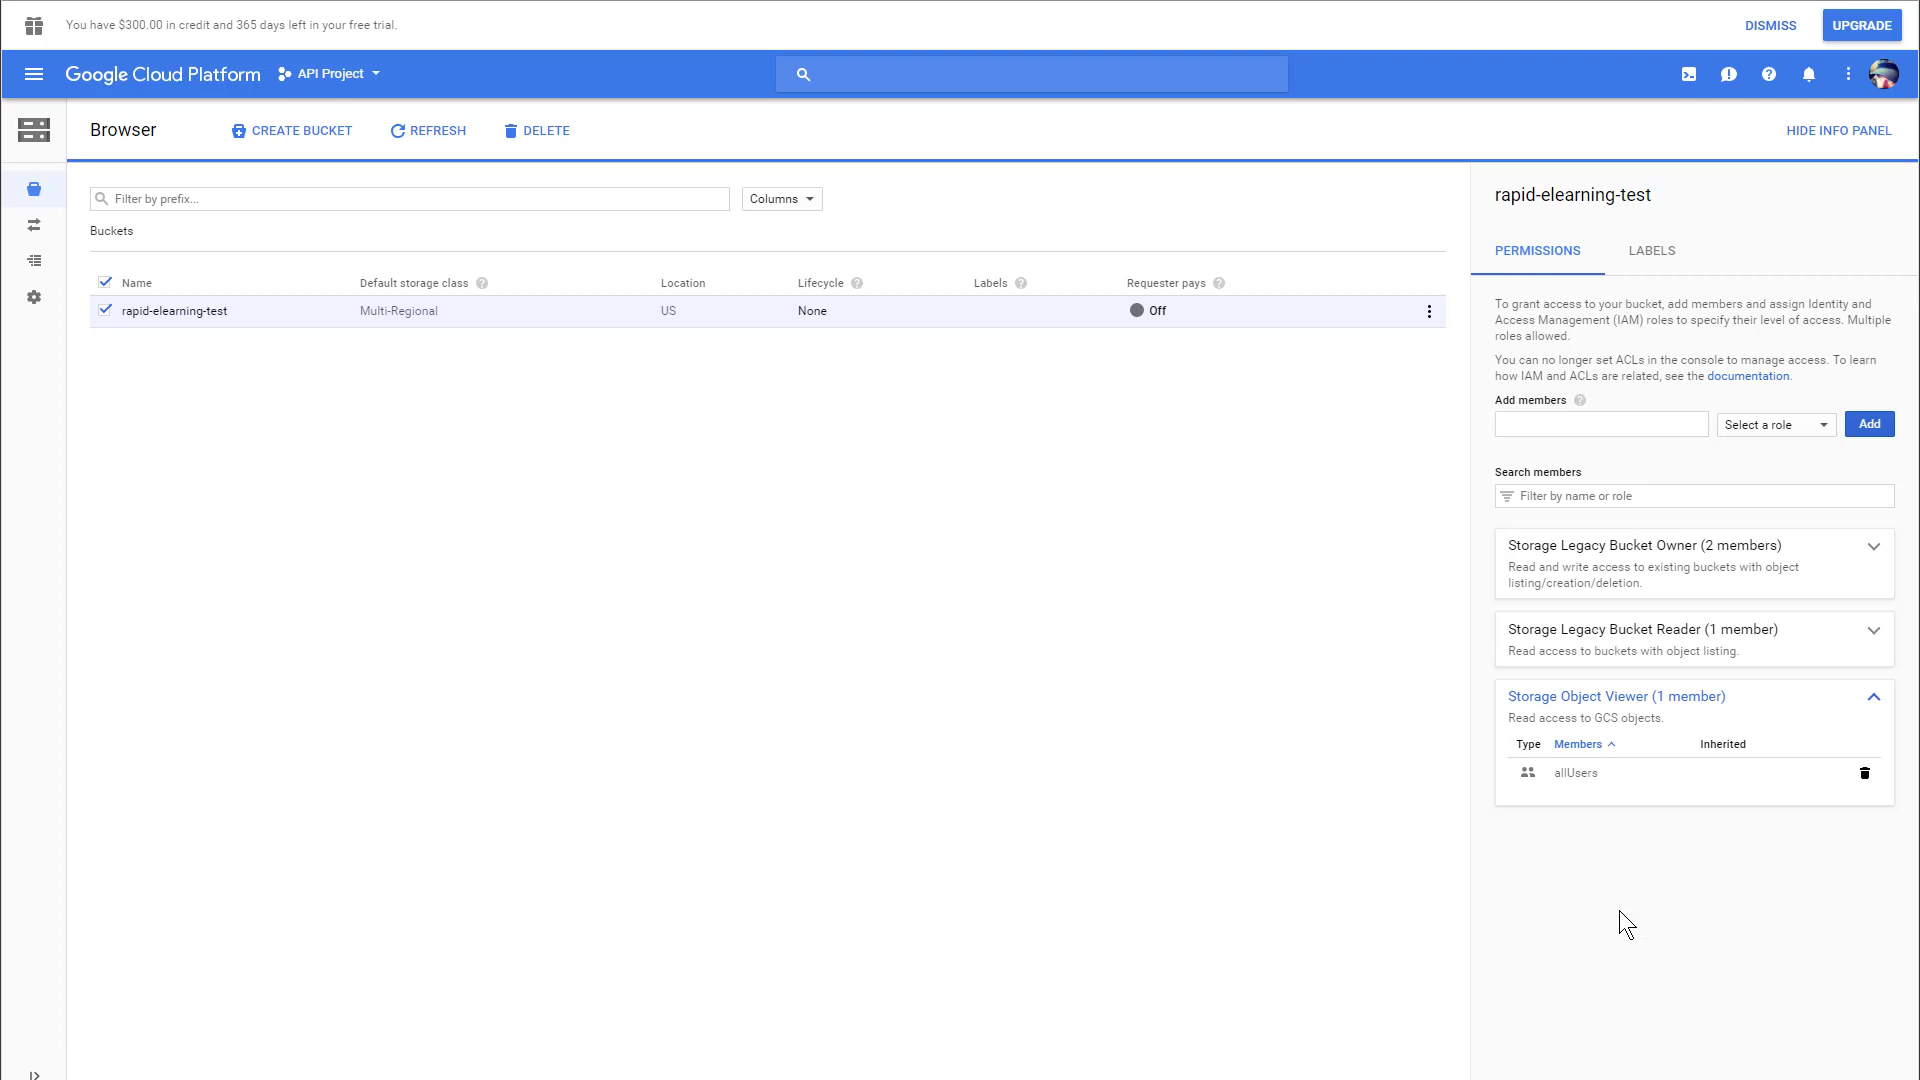 You have $300.00 in credit and 365 days left in your free trial.
DISMISS
UPGRADE
Google Cloud Platform
API Project
Browser
CREATE BUCKET
REFRESH
DELETE
HIDE INFO PANEL
Filter by prefix...
Columns
Buckets
Name
Default storage class
Location
Lifecycle
Labels
Requester pays
rapid-elearning-test
Multi-Regional
US
None
Off
rapid-elearning-test
PERMISSIONS
LABELS
To grant access to your bucket, add members and assign Identity and
Access Management (IAM) roles to specify their level of access. Multiple
roles allowed.
You can no longer set ACLs in the console to manage access. To learn
how IAM and ACLs are related, see the documentation.
Add members
Select a role
Add
Search members
Filter by name or role
Storage Legacy Bucket Owner (2 members)
Read and write access to existing buckets with object
listing/creation/deletion.
Storage Legacy Bucket Reader (1 member)
Read access to buckets with object listing.
Storage Object Viewer (1 member)
Read access to GCS objects.
Type
Members
Inherited
allUsers